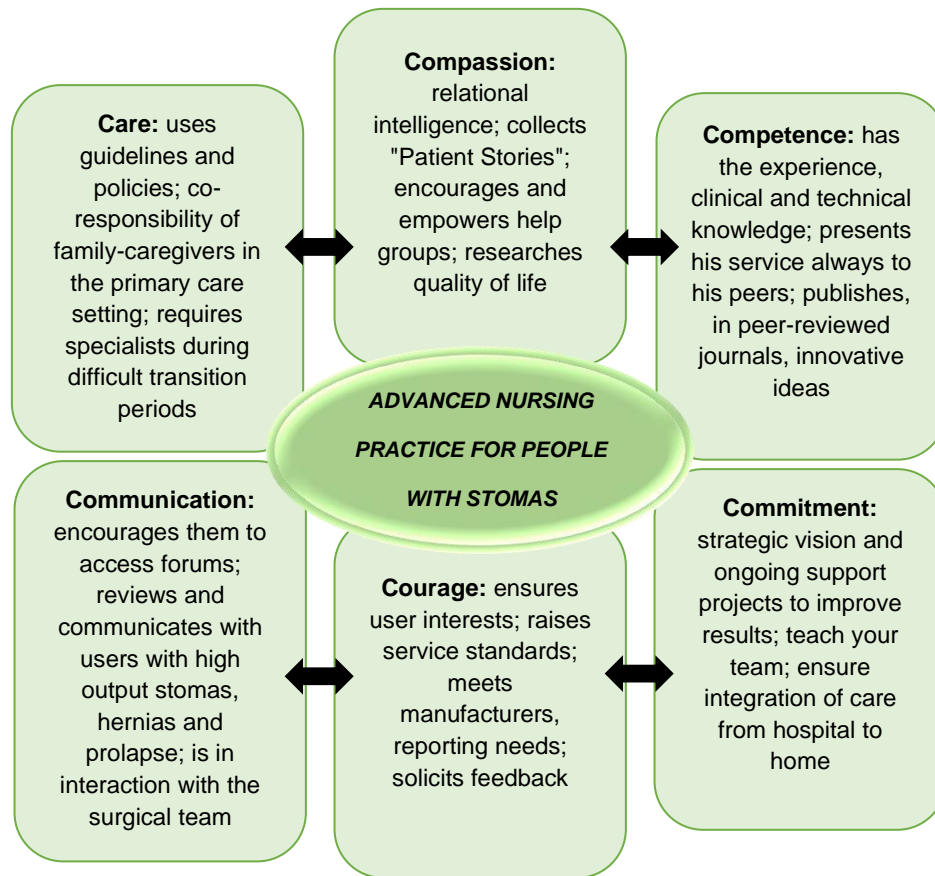 Care: uses
guidelines and
policies; co-
responsibility of
family-caregivers in
the primary care
setting; requires
specialists during
difficult transition
periods
Compassion:
relational
intelligence; collects
"Patient Stories";
encourages and
empowers help
groups; researches
quality of life
Competence: has
the experience,
clinical and technical
knowledge; presents
his service always to
his peers; publishes,
in peer-reviewed
journals, innovative
ideas
ADVANCED NURSING
PRACTICE FOR PEOPLE
WITH STOMAS
Communication:
encourages them to
access forums;
reviews and
communicates with
users with high
output stomas,
hernias and
prolapse; is in
interaction with the
surgical team
Courage: ensures
user interests; raises
service standards;
meets
manufacturers,
reporting needs;
solicits feedback
Commitment:
strategic vision and
ongoing support
projects to improve
results; teach your
team; ensure
integration of care
from hospital to
home